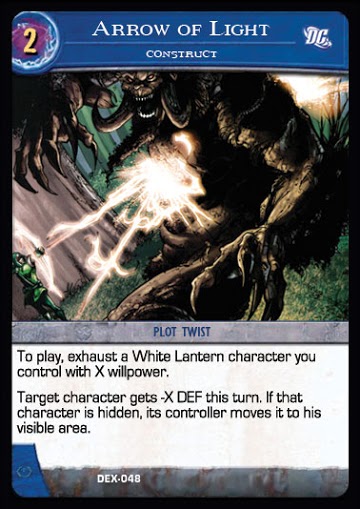 2
ARROW OF LIGHT
CONSTRUCT
DC
PLOT TWIST
To play, exhaust a White Lantern character you
control with X willpower.
Target character gets -X DEF this turn. If that
character is hidden, its controller moves it to his
visible area.
DEX-048